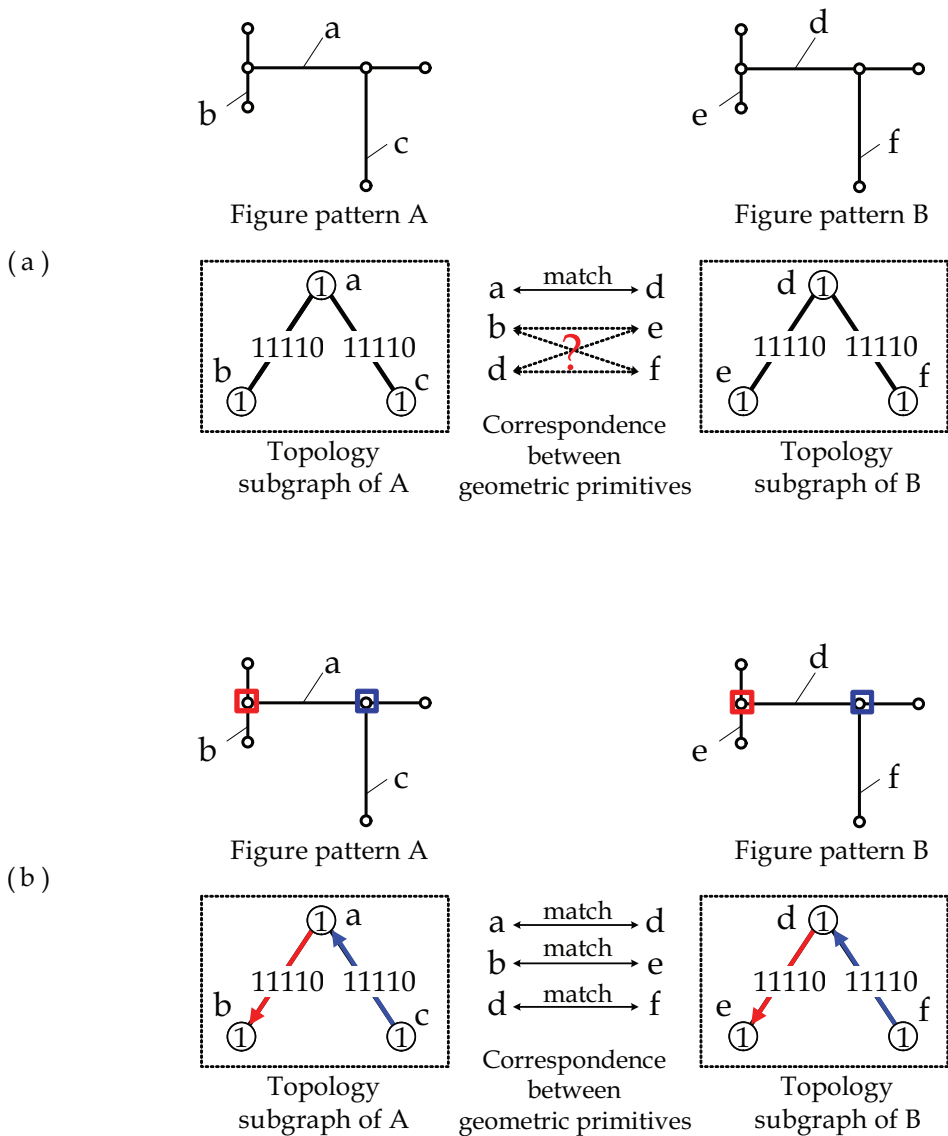 a
d
b
e
c
f
Figure pattern A
Figure pattern B
(a)
1 a
d 1
a match d
11110 11110
b e
11110 11110
?
b
c
d f
e
f
1 1
1 1
Topology
subgraph of A
Correspondence
between
geometric primitives
Topology
subgraph of B
a
d
b
e
c
f
Figure pattern A
Figure pattern B
(b)
1 a
d 1
a match d
b match e
11110 11110
11110 11110
d match f
b
c
e
f
1 1
1 1
Topology
subgraph of A
Correspondence
between
geometric primitives
Topology
subgraph of B